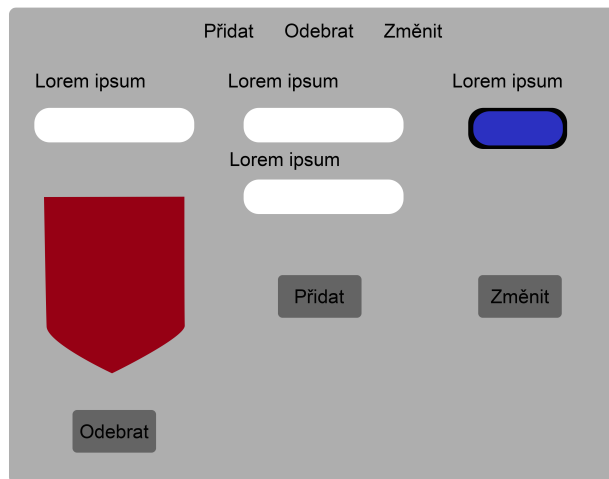 Přidat Odebrat Změnit
Lorem ipsum Lorem ipsum Lorem ipsum
Lorem ipsum
Přidat Změnit
Odebrat